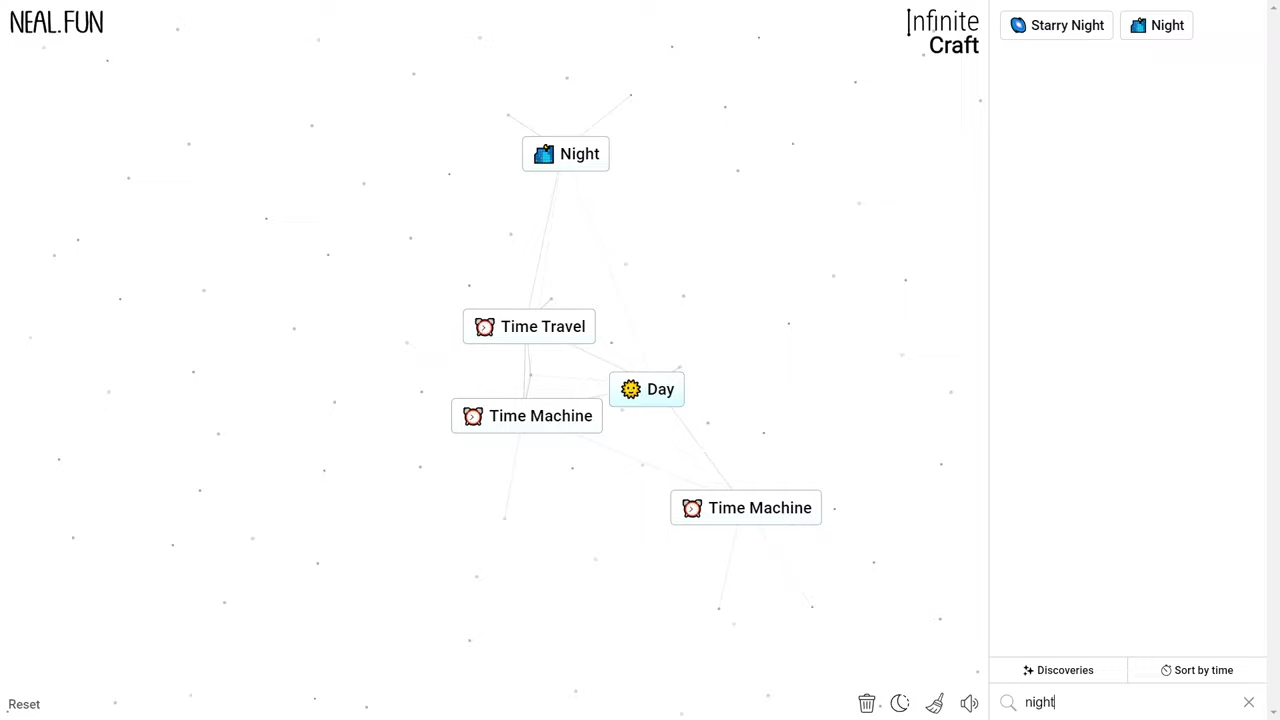 NEAL.FUN
Infinite
Craft
Starry Night
Night
Night
Time Travel
Day
Time Machine
Time Machine
Discoveries
Sort by time
Reset
night